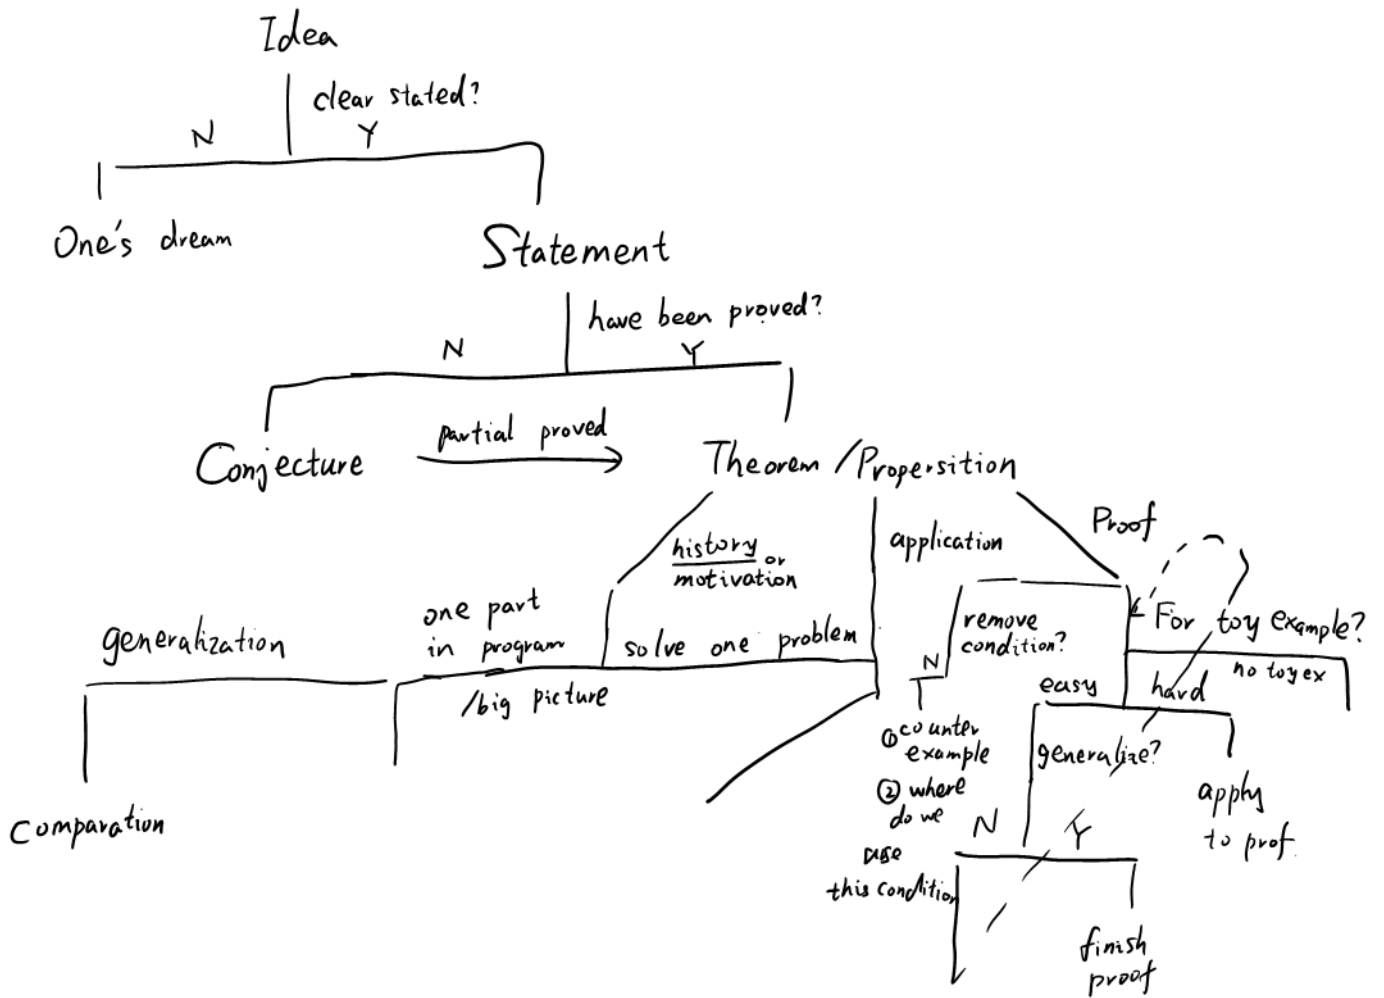 Idea
clear stated?
N
Y
One's dream
Statement
have been proved?
N
Y
Conjecture
partial proved
Theorem / Propersition
history or
motivation
application
Proof
generalization
one part
in program
/big picture
solve one problem
remove
condition?
N
For toy example?
no toy ex
easy
hard
① counter
example
② where
do we
use
this condition
generalize?
N
Y
apply
to prof.
finish
proof
Comparation